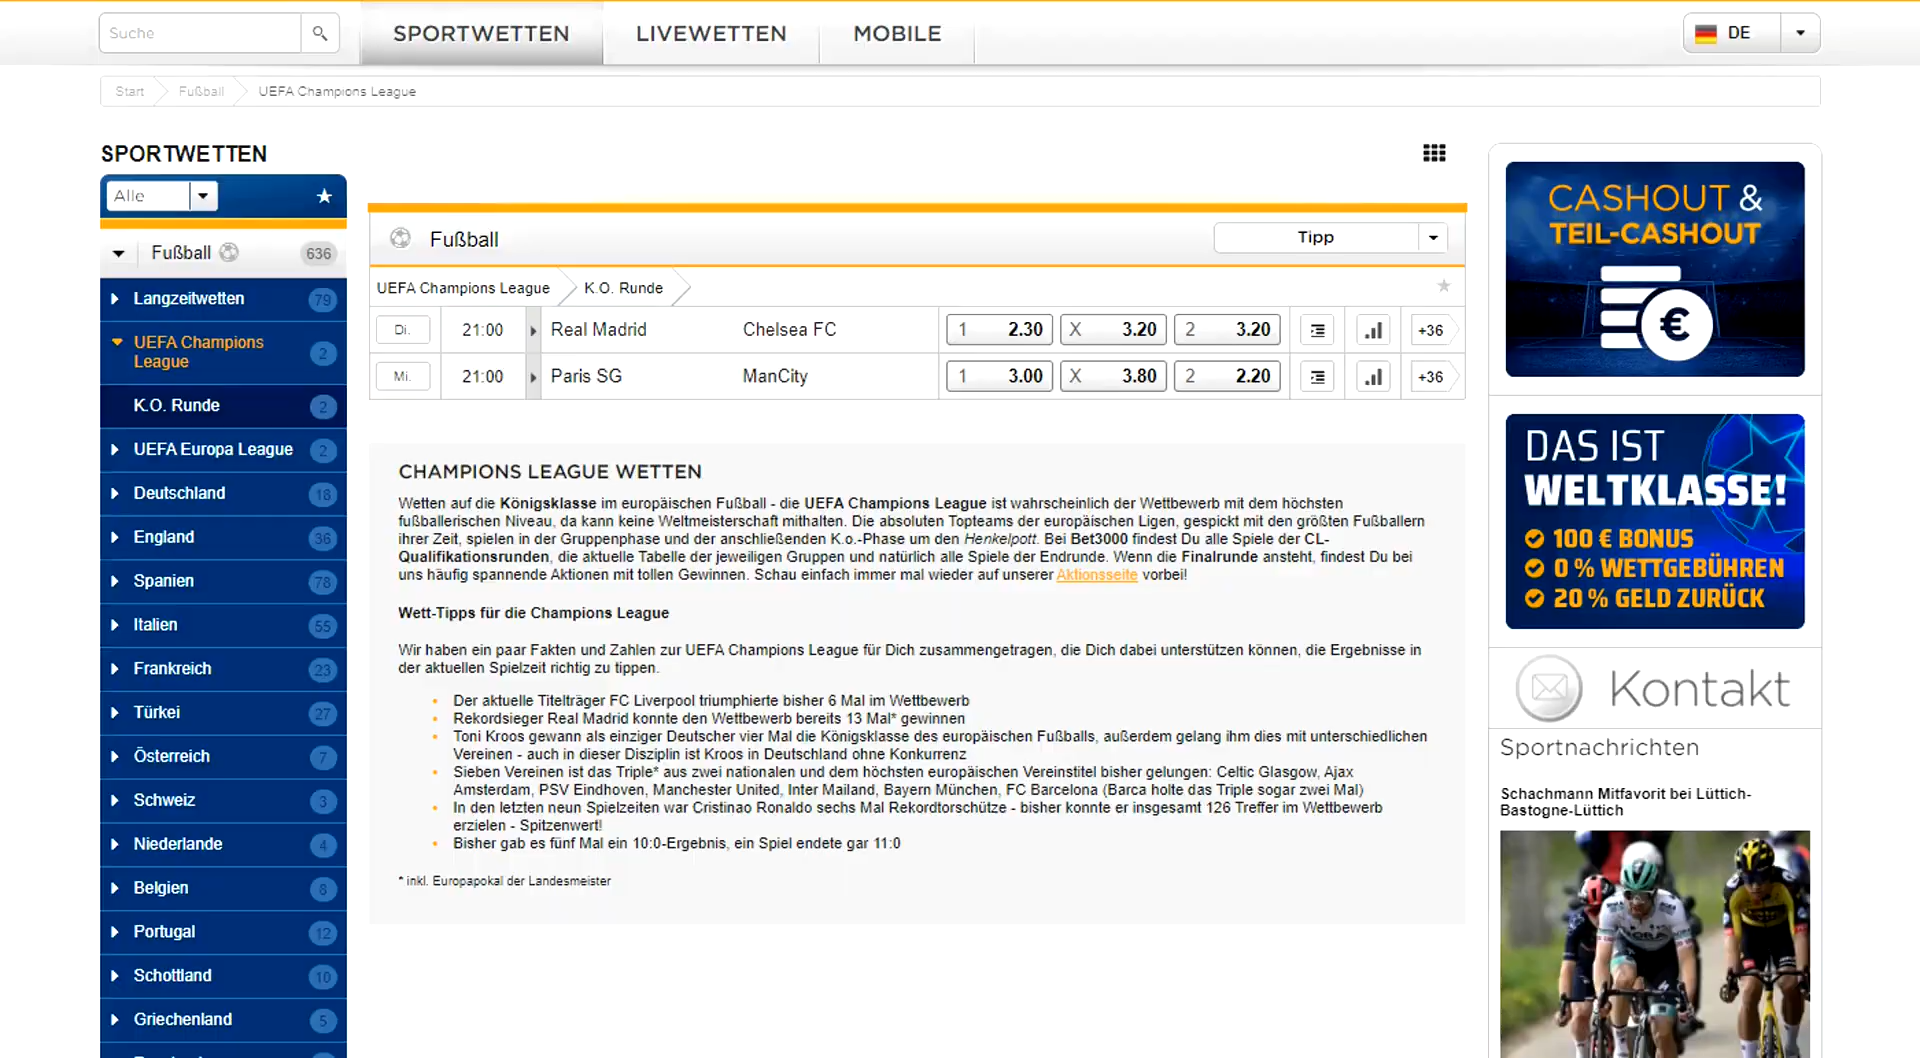 Suche
SPORTWETTEN
LIVEWETTEN
MOBILE
DE
Start
Fußball
UEFA Champions League
SPORTWETTEN
Alle
Fußball
636
Langzeitwetten
79
UEFA Champions
League
2
K.O. Runde
2
UEFA Europa League
2
Deutschland
18
England
36
Spanien
78
Italien
55
Frankreich
23
Türkei
27
Österreich
7
Schweiz
3
Niederlande
4
Belgien
8
Portugal
12
Schottland
10
Griechenland
5
Fußball
Tipp
UEFA Champions League
K.O. Runde
Di. 21:00 Real Madrid Chelsea FC 1 2.30 X 3.20 2 3.20 +36
Mi. 21:00 Paris SG ManCity 1 3.00 X 3.80 2 2.20 +36
CHAMPIONS LEAGUE WETTEN
Wetten auf die Königsklasse im europäischen Fußball - die UEFA Champions League ist wahrscheinlich der Wettbewerb mit dem höchsten
fußballerischen Niveau, da kann keine Weltmeisterschaft mithalten. Die absoluten Topteams der europäischen Ligen, gespickt mit den größten Fußballern
ihrer Zeit, spielen in der Gruppenphase und der anschließenden K.o.-Phase um den Henkelpott. Bei Bet3000 findest Du alle Spiele der CL-
Qualifikationsrunden, die aktuelle Tabelle der jeweiligen Gruppen und natürlich alle Spiele der Endrunde. Wenn die Finalrunde ansteht, findest Du bei
uns häufig spannende Aktionen mit tollen Gewinnen. Schau einfach immer mal wieder auf unserer Aktionsseite vorbei!
Wett-Tipps für die Champions League
Wir haben ein paar Fakten und Zahlen zur UEFA Champions League für Dich zusammengetragen, die Dich dabei unterstützen können, die Ergebnisse in
der aktuellen Spielzeit richtig zu tippen.
• Der aktuelle Titelträger FC Liverpool triumphierte bisher 6 Mal im Wettbewerb
• Rekordsieger Real Madrid konnte den Wettbewerb bereits 13 Mal* gewinnen
• Toni Kroos gewann als einziger Deutscher vier Mal die Königsklasse des europäischen Fußballs, außerdem gelang ihm dies mit unterschiedlichen
Vereinen - auch in dieser Disziplin ist Kroos in Deutschland ohne Konkurrenz
• Sieben Vereinen ist das Triple* aus zwei nationalen und dem höchsten europäischen Vereinstitel bisher gelungen: Celtic Glasgow, Ajax
Amsterdam, PSV Eindhoven, Manchester United, Inter Mailand, Bayern München, FC Barcelona (Barca holte das Triple sogar zwei Mal)
• In den letzten neun Spielzeiten war Cristinao Ronaldo sechs Mal Rekordtorschütze - bisher konnte er insgesamt 126 Treffer im Wettbewerb
erzielen - Spitzenwert!
• Bisher gab es fünf Mal ein 10:0-Ergebnis, ein Spiel endete gar 11:0
* inkl. Europapokal der Landesmeister
CASHOUT &
TEIL-CASHOUT
€
DAS IST
WELTKLASSE!
100 € BONUS
0 % WETTGEBÜHREN
20 % GELD ZURÜCK
Kontakt
Sportnachrichten
Schachmann Mitfavorit bei Lüttich-
Bastogne-Lüttich